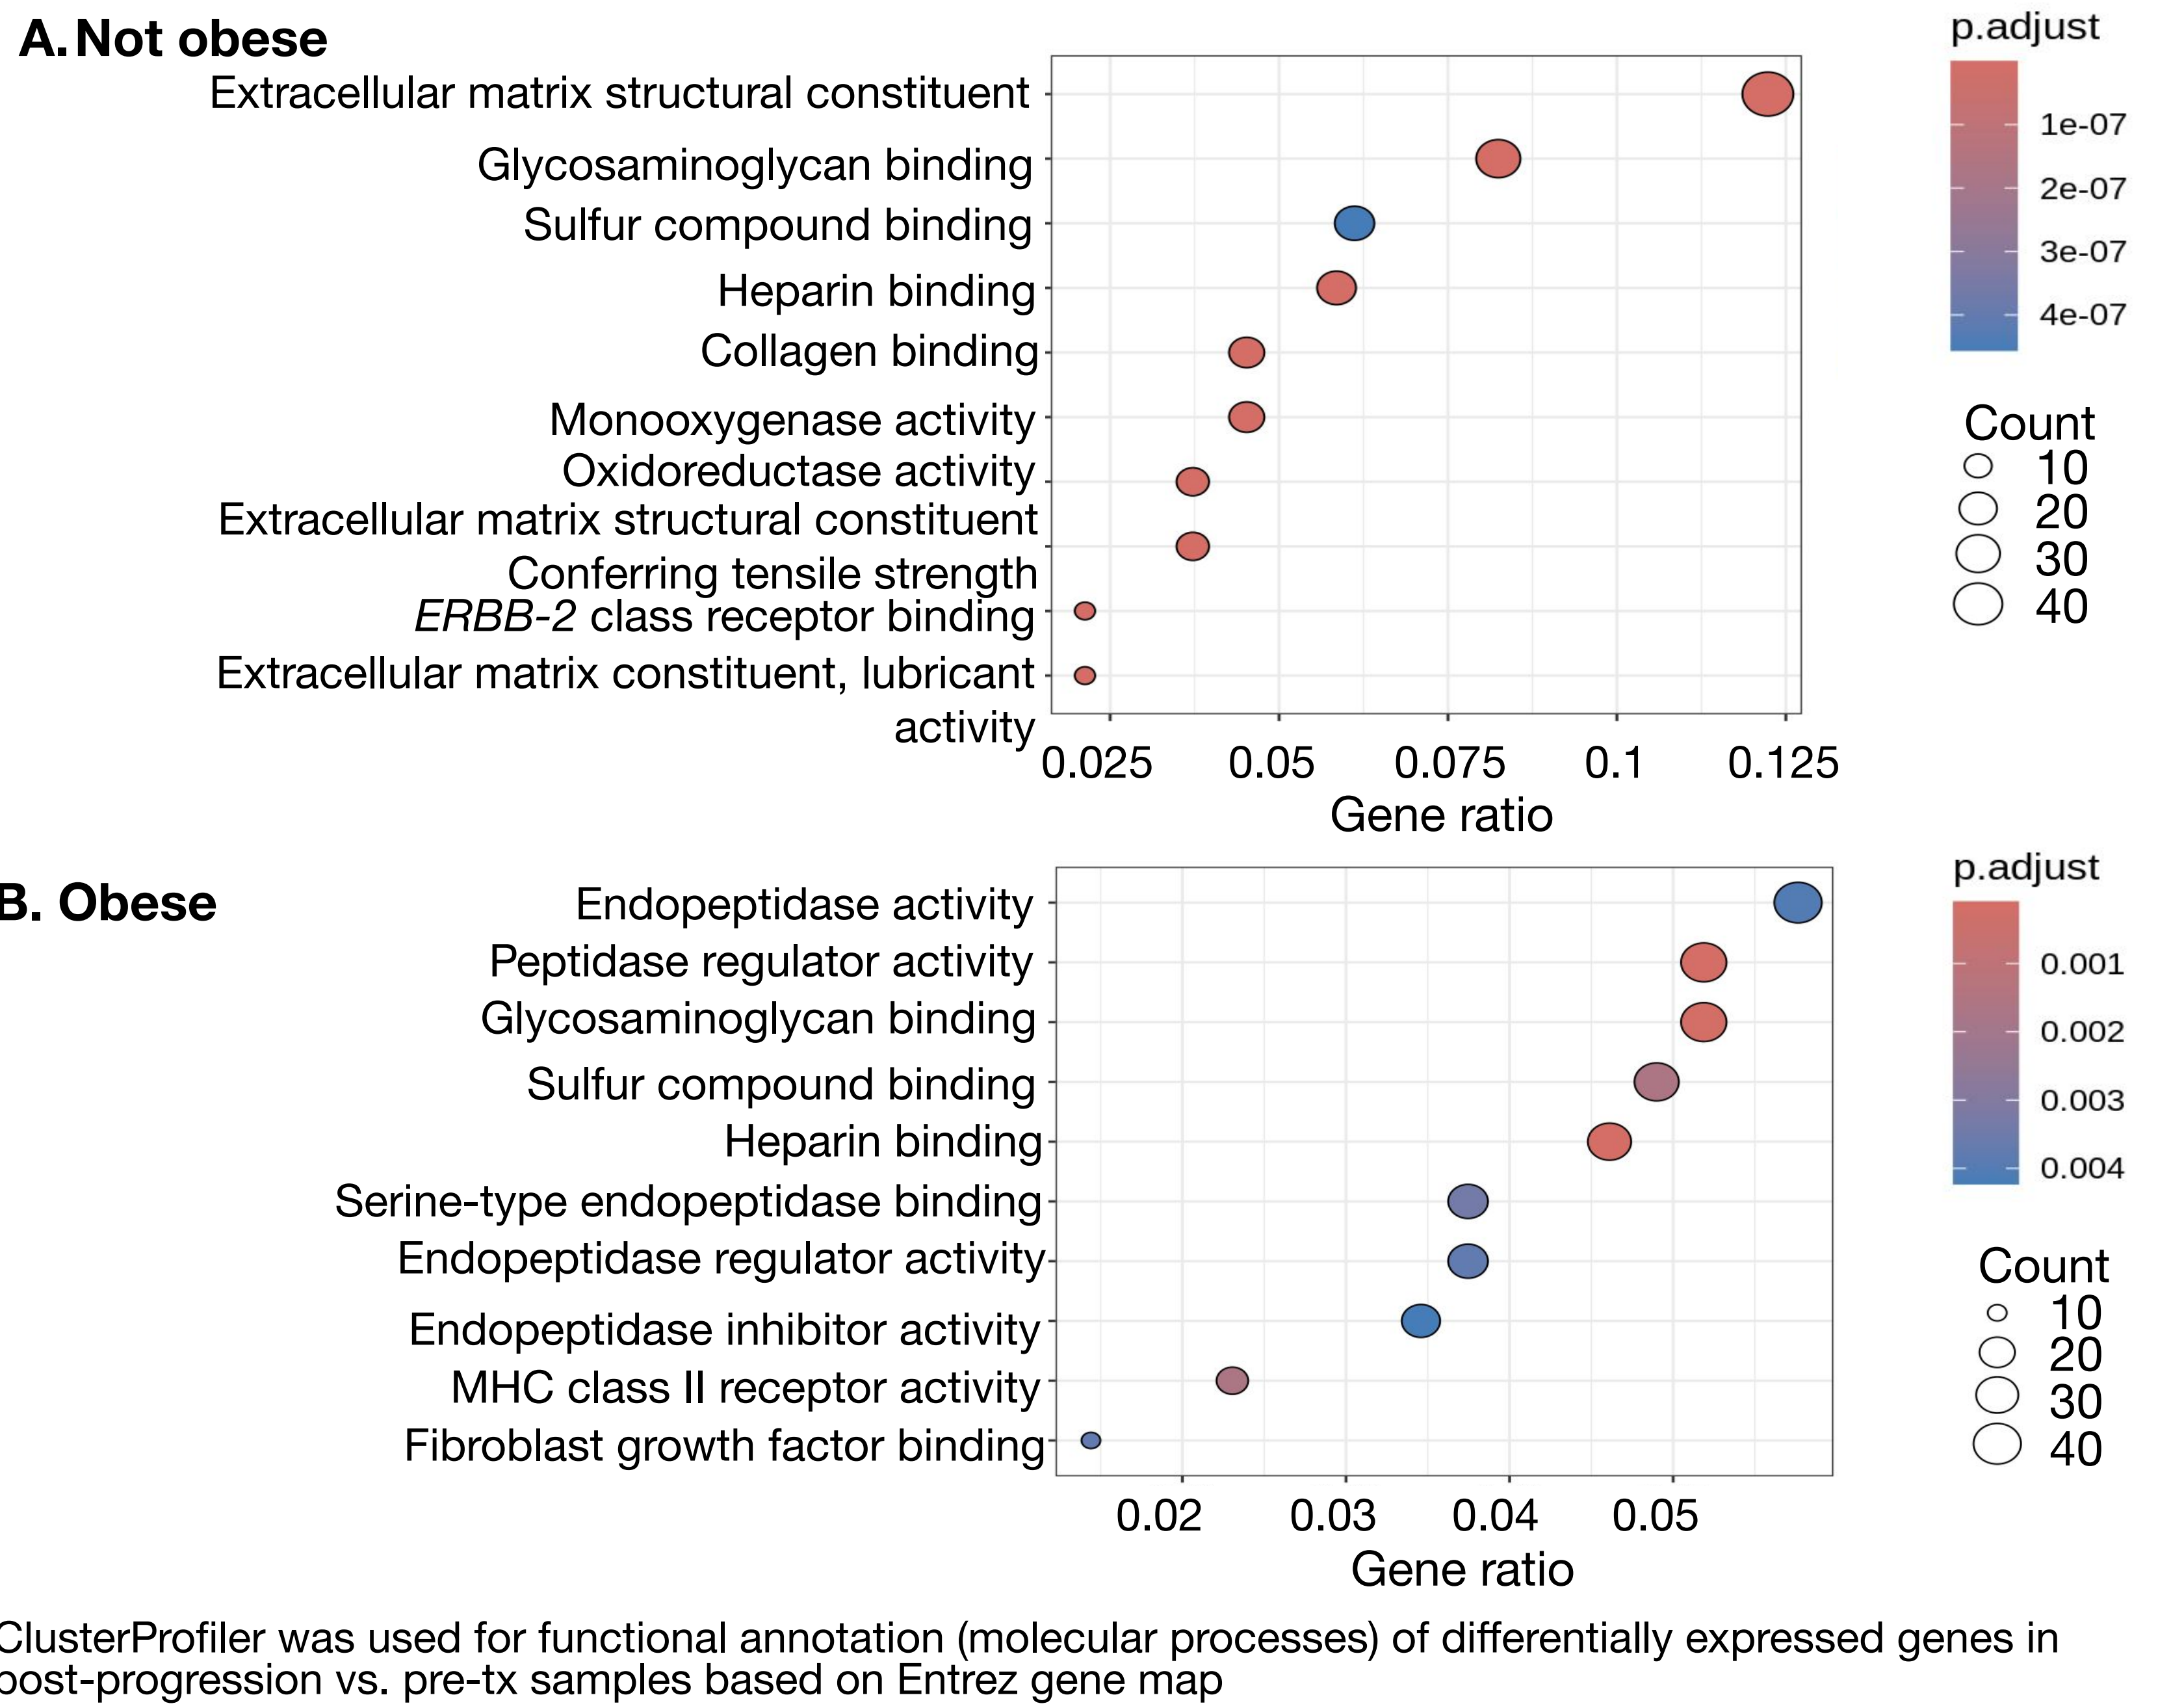 A. Not obese
p.adjust
Extracellular matrix structural constituent
Glycosaminoglycan binding
Sulfur compound binding
Heparin binding
Collagen binding
Monooxygenase activity
Oxidoreductase activity
Extracellular matrix structural constituent
Conferring tensile strength
ERBB-2 class receptor binding
Extracellular matrix constituent, lubricant
activity
1e-07
2e-07
3e-07
4e-07
Count
10
20
30
40
0.025 0.05 0.075 0.1 0.125
Gene ratio
B. Obese
p.adjust
Endopeptidase activity
Peptidase regulator activity
Glycosaminoglycan binding
Sulfur compound binding
Heparin binding
Serine-type endopeptidase binding
Endopeptidase regulator activity
Endopeptidase inhibitor activity
MHC class II receptor activity
Fibroblast growth factor binding
0.001
0.002
0.003
0.004
Count
10
20
30
40
0.02 0.03 0.04 0.05
Gene ratio
ClusterProfiler was used for functional annotation (molecular processes) of differentially expressed genes in
post-progression vs. pre-tx samples based on Entrez gene map